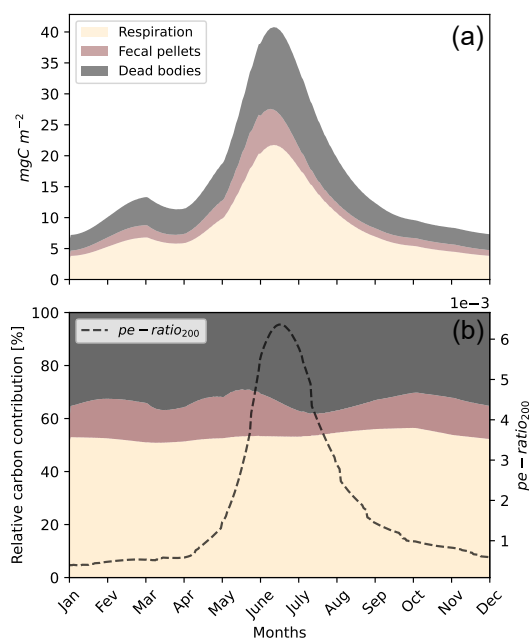 (a)
Respiration
Fecal pellets
Dead bodies
40
35
30
25
20
15
10
5
0
mgC m⁻²
1e−3
(b)
pe − ratio₂₀₀
100
80
60
40
20
0
Relative carbon contribution [%]
6
5
4
3
2
1
pe − ratio₂₀₀
Jan Fev Mar Apr May June July Aug Sep Oct Nov Dec
Months